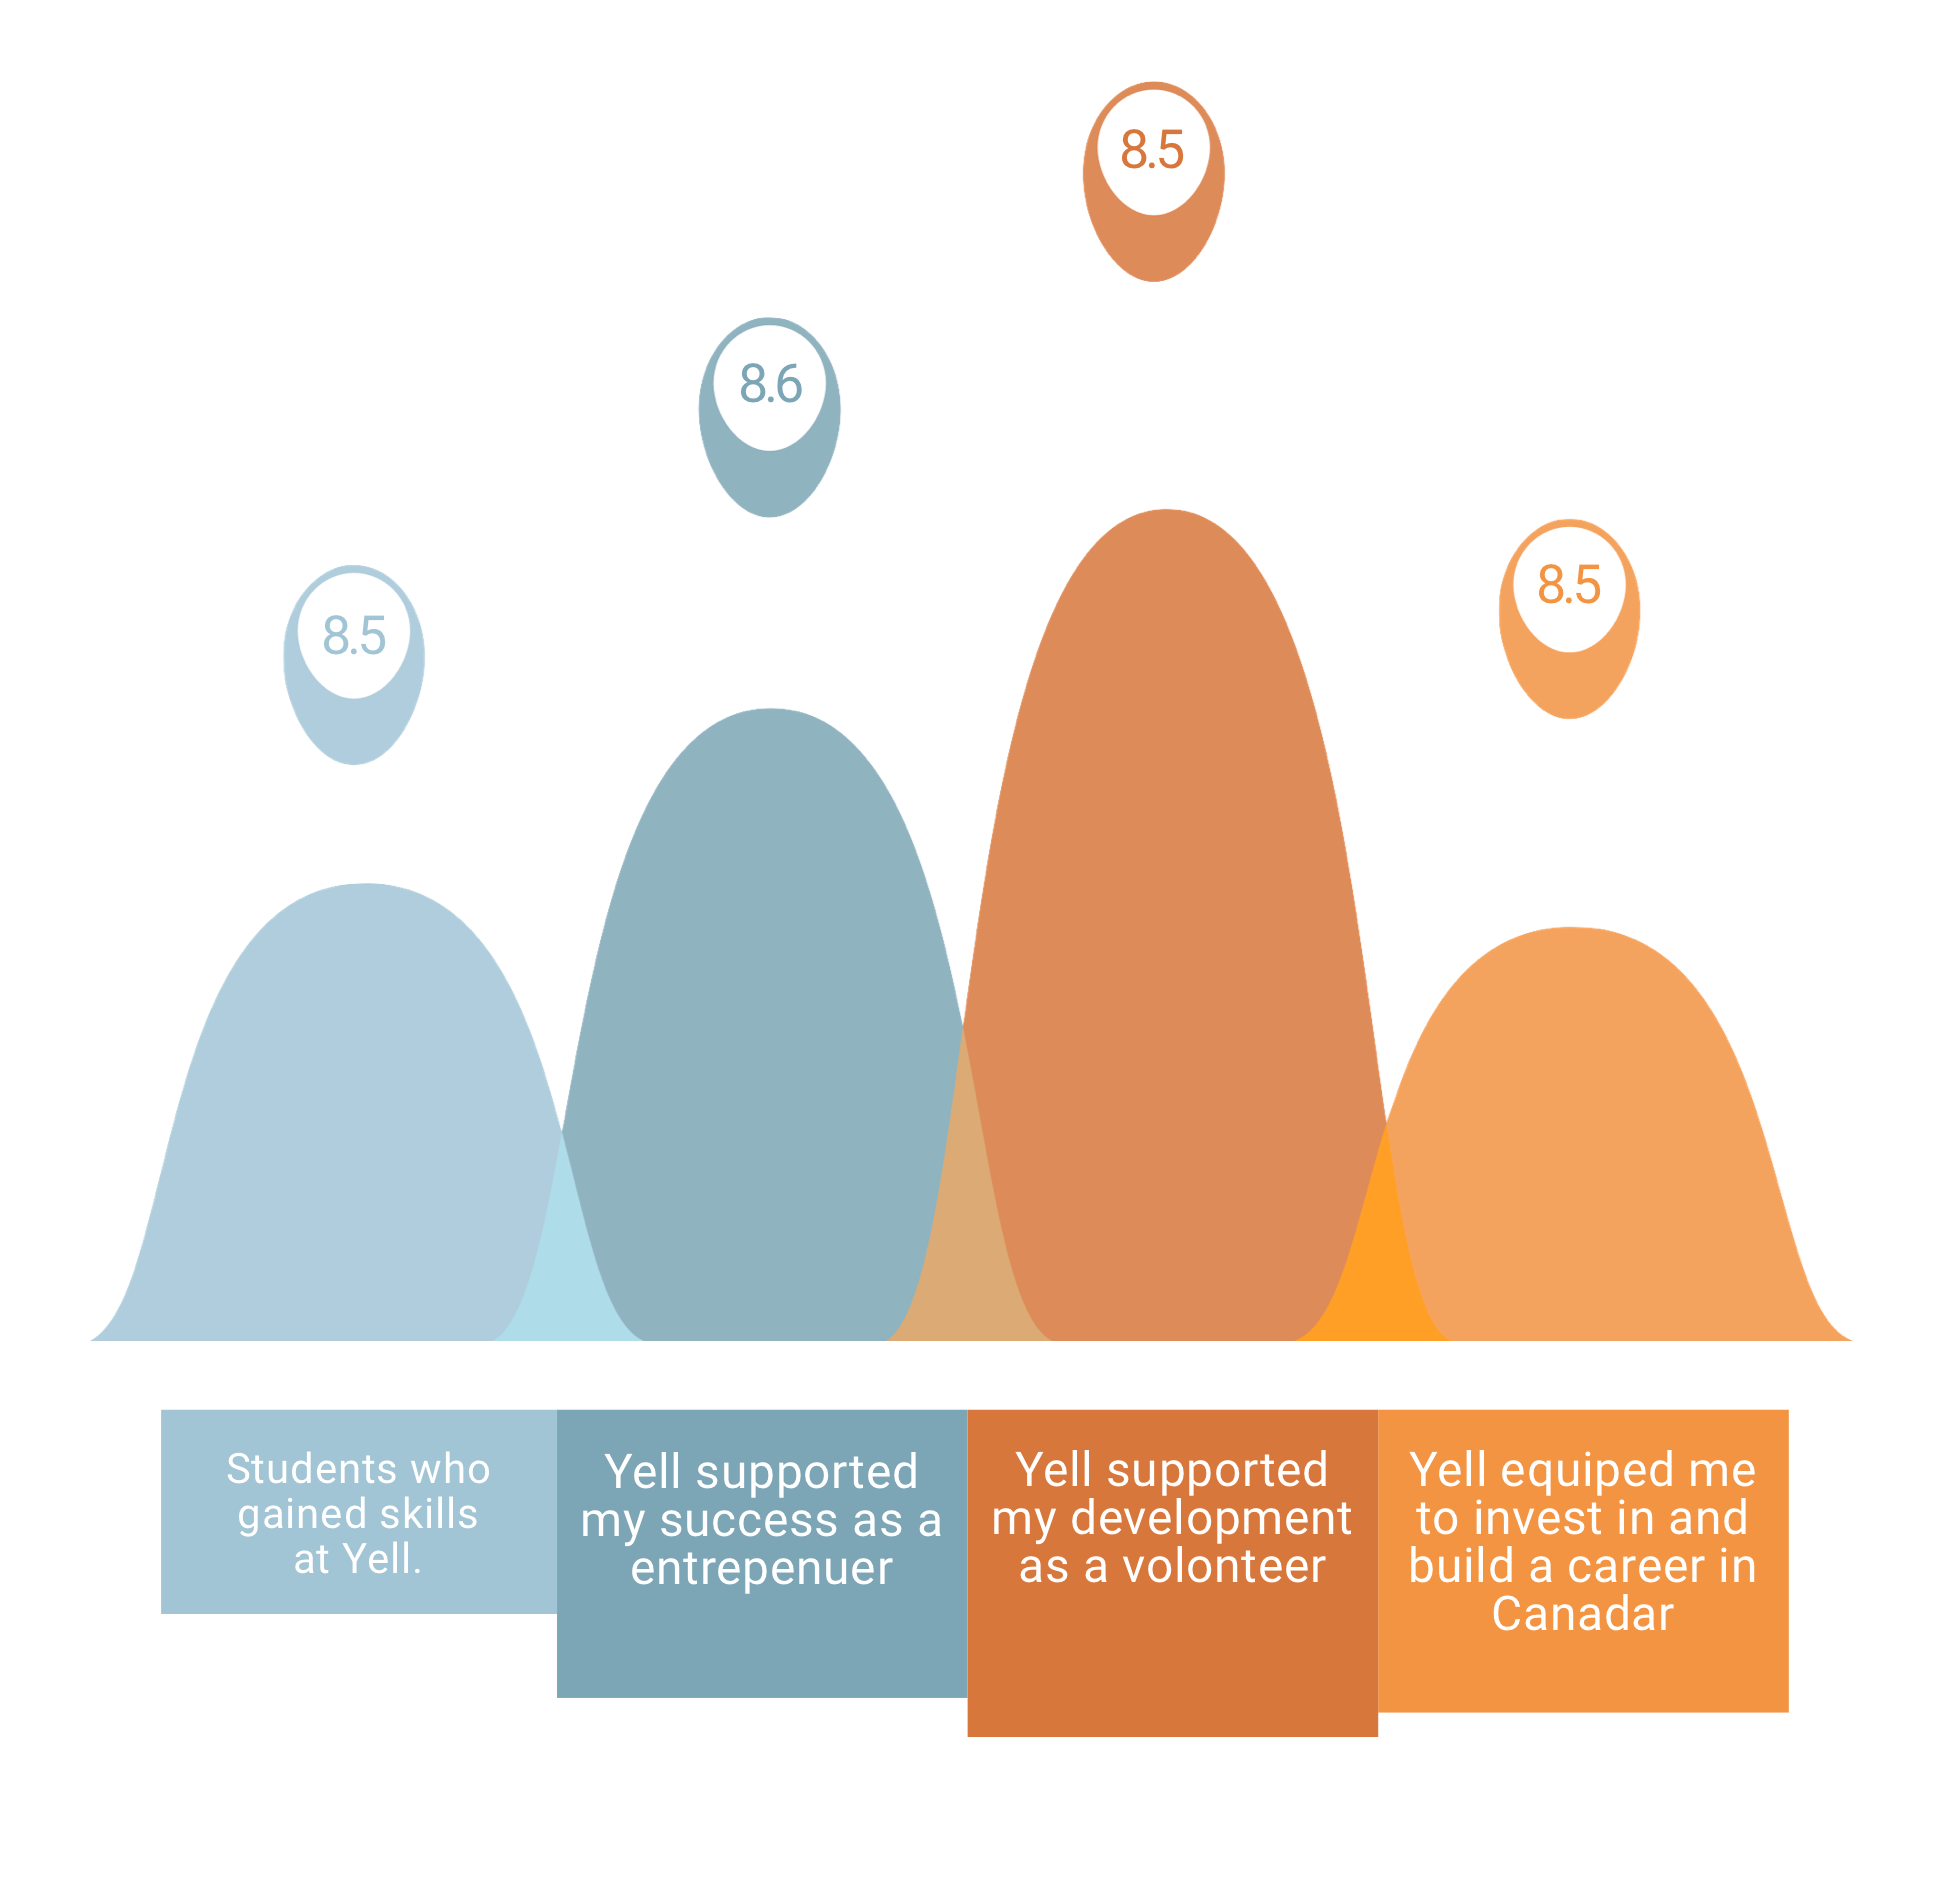 8.5
8.6
8.5
8.5
Students who
gained skills
at Yell.
Yell supported
my success as a
entrepenuer
Yell supported
my development
as a volonteer
Yell equiped me
to invest in and
build a career in
Canadar